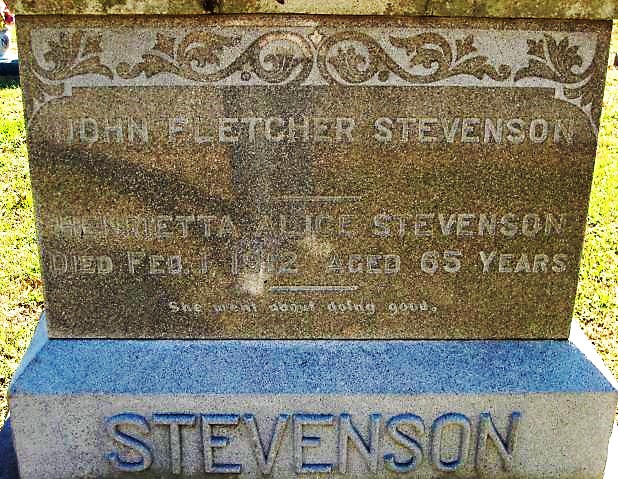 JOHN FLETCHER STEVENSON
HENRIETTA ALICE STEVENSON
DIED FEB. 1, 1912 AGED 65 YEARS
She went about doing good.
STEVENSON